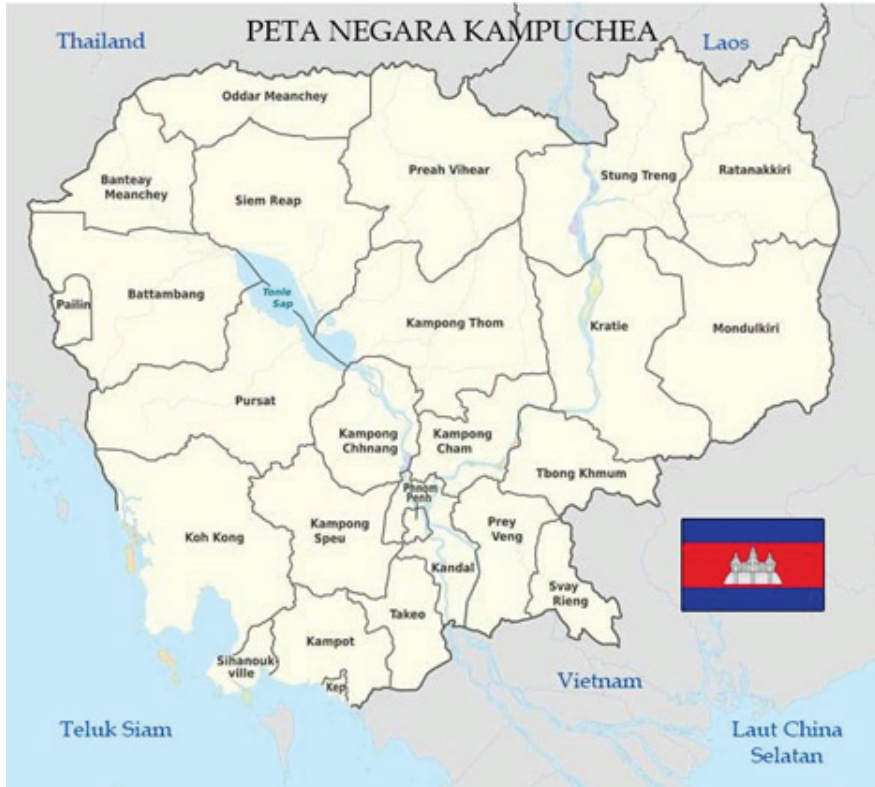 PETA NEGARA KAMPUCHEA
Thailand
Laos
Oddar Meanchey
Banteay
Meanchey
Siem Reap
Preah Vihear
Stung Treng
Ratanakkiri
Pailin
Battambang
Tonle
Sap
Kampong Thom
Kratie
Mondulkiri
Pursat
Kampong
Chhnang
Kampong
Cham
Tbong Khmum
Phnom
Penh
Koh Kong
Kampong
Speu
Prey
Veng
Kandal
Svay
Rieng
Takeo
Kampot
Sihanouk-
ville
Kep
Vietnam
Teluk Siam
Laut China
Selatan